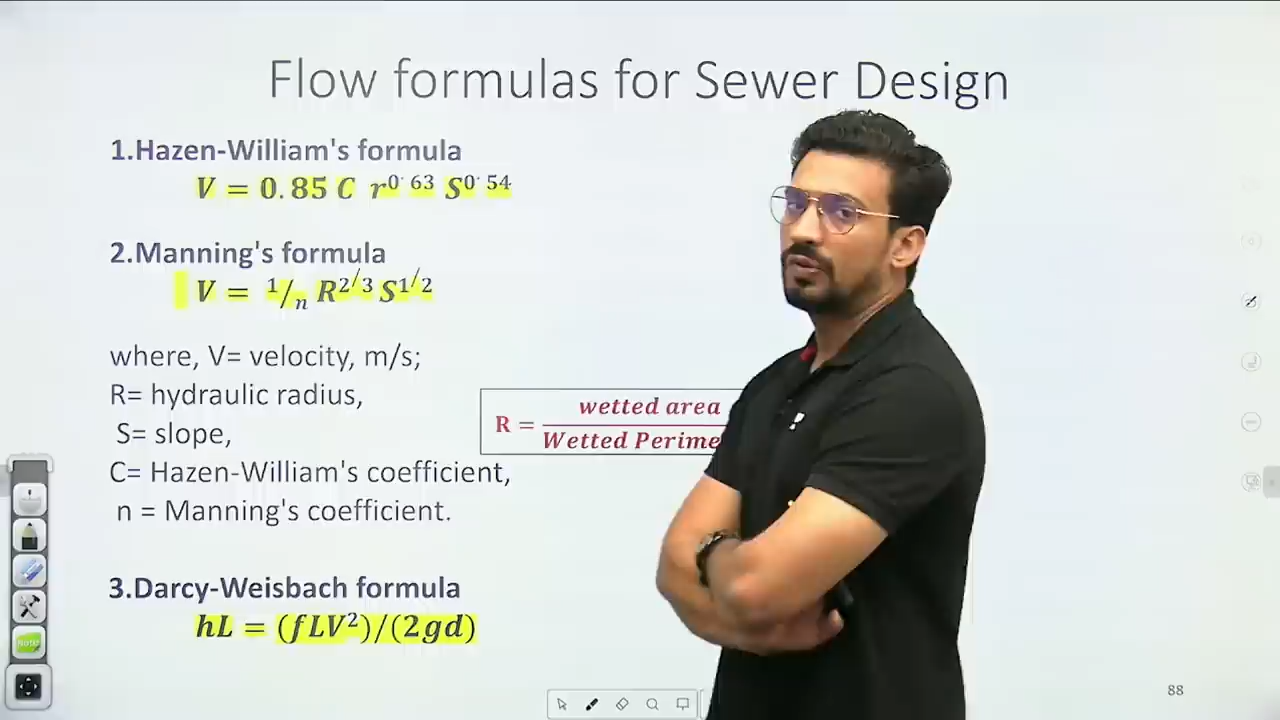 Flow formulas for Sewer Design
1.Hazen-William's formula
V = 0.85 C r^0.63 S^0.54
2.Manning's formula
V = 1/n R^2/3 S^1/2
where, V= velocity, m/s;
R= hydraulic radius,
S= slope,
C= Hazen-William's coefficient,
n = Manning's coefficient.
R = wetted area
Wetted Perime
3.Darcy-Weisbach formula
hL = (fLV²)/(2gd)
Note
88